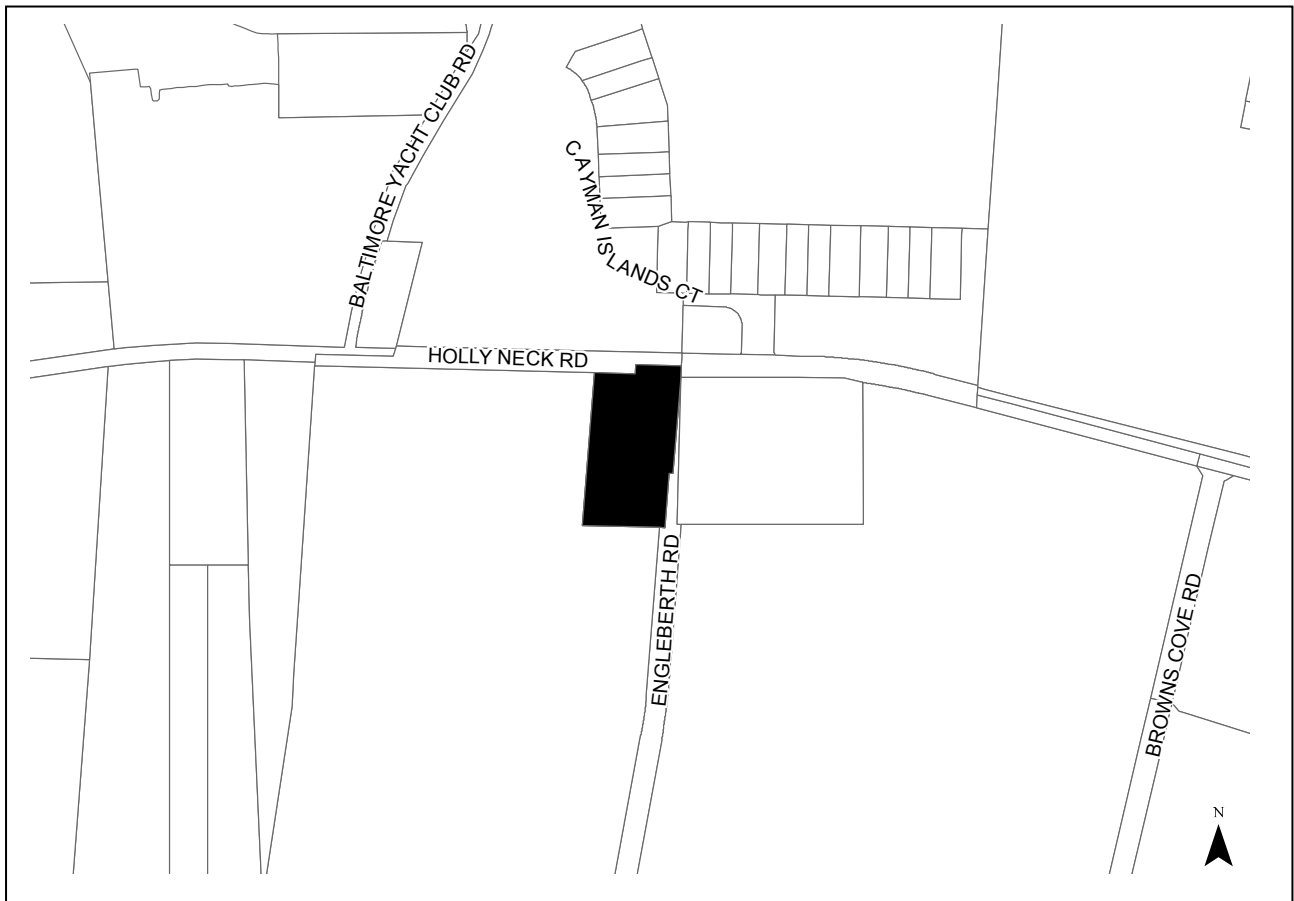 BALTIMORE YACHT CLUB RD
CAYMAN ISLANDS CT
HOLLY NECK RD
ENGLEBERTH RD
BROWNS COVE RD
N